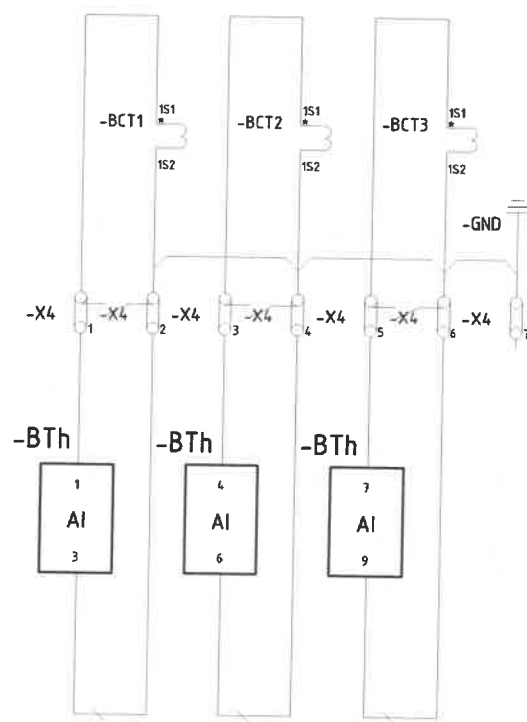 1S1 1S1 1S1
-BCT1 -BCT2 -BCT3
1S2 1S2 1S2
-GND
-X4 -X4 -X4 -X4 -X4 -X4 -X4
1 2 3 4 5 6 7
-BTh -BTh -BTh
1 4 7
AI AI AI
3 6 9